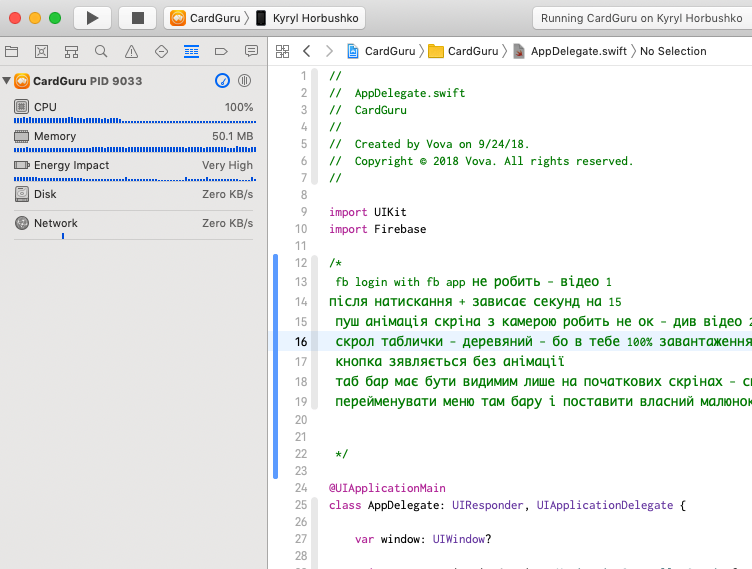 CardGuru 〉 Kyryl Horbushko
Running CardGuru on Kyryl Horbushko
CardGuru 〉 CardGuru 〉 AppDelegate.swift 〉 No Selection
CardGuru PID 9033
CPU 100%
Memory 50.1 MB
Energy Impact Very High
Disk Zero KB/s
Network Zero KB/s
1 //
2 //  AppDelegate.swift
3 //  CardGuru
4 //
5 //  Created by Vova on 9/24/18.
6 //  Copyright © 2018 Vova. All rights reserved.
7 //
8
9 import UIKit
10 import Firebase
11
12 /*
13 fb login with fb app не робить - відео 1
14 після натискання + зависає секунд на 15
15 пуш анімація скріна з камерою робить не ок - див відео 2
16 скрол таблички - деревяний - бо в тебе 100% завантаження
17 кнопка зявляється без анімації
18 таб бар має бути видимим лише на початкових скрінах -
19 перейменувати меню там бару і поставити власний малюнок
20
21
22 */
23
24 @UIApplicationMain
25 class AppDelegate: UIResponder, UIApplicationDelegate {
26
27 var window: UIWindow?
28